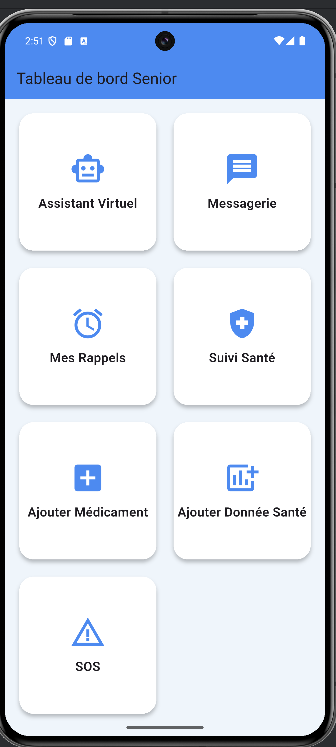 2:51
Tableau de bord Senior
Assistant Virtuel
Messagerie
Mes Rappels
Suivi Santé
Ajouter Médicament
Ajouter Donnée Santé
SOS